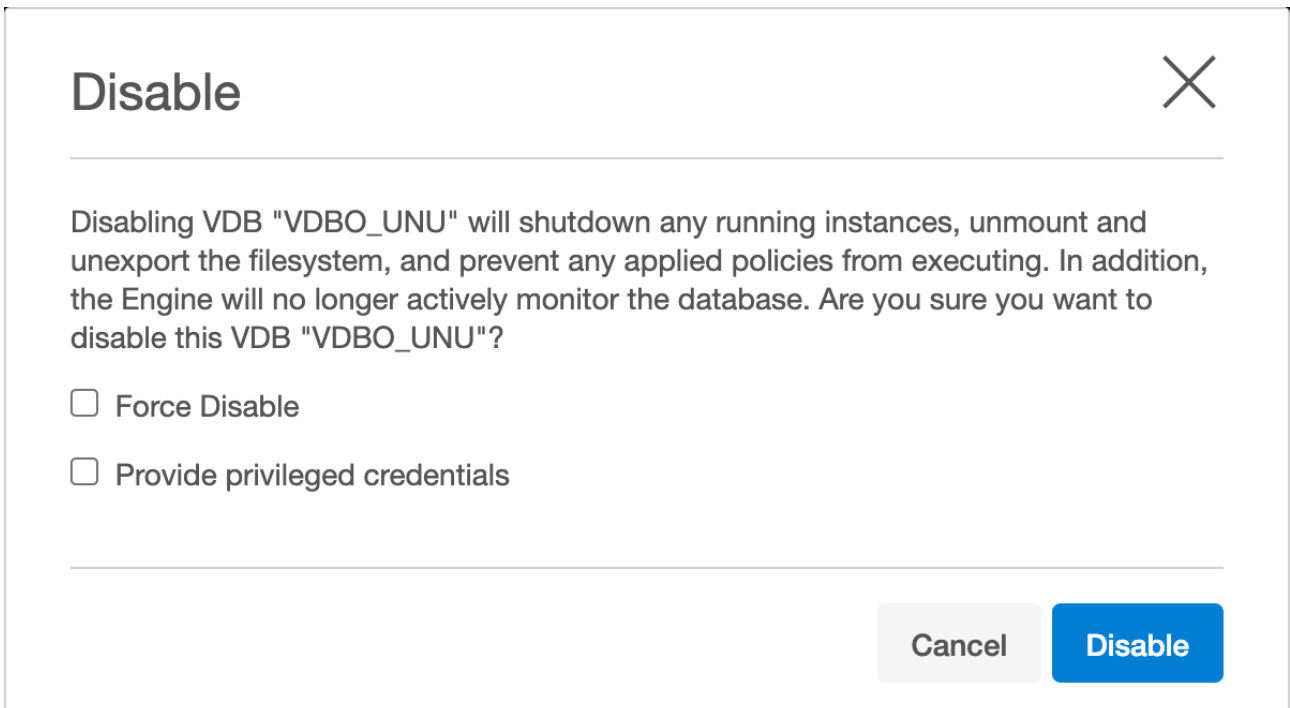 Disable
Disabling VDB "VDBO_UNU" will shutdown any running instances, unmount and
unexport the filesystem, and prevent any applied policies from executing. In addition,
the Engine will no longer actively monitor the database. Are you sure you want to
disable this VDB "VDBO_UNU"?
Force Disable
Provide privileged credentials
Cancel
Disable